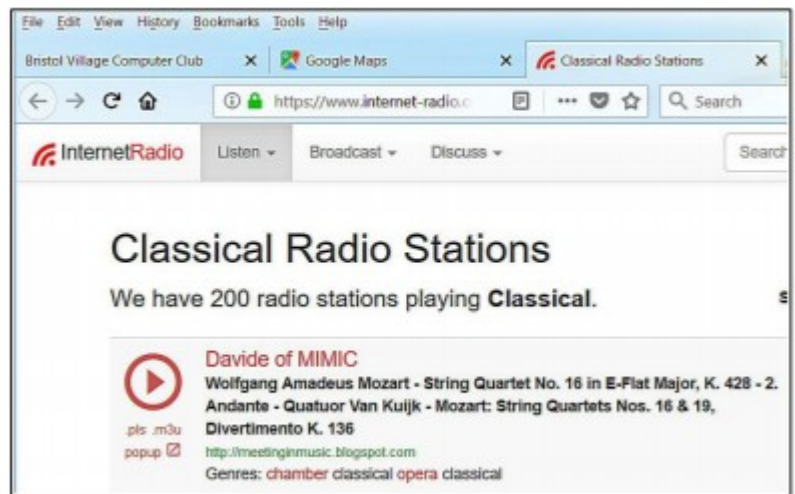 File Edit View History Bookmarks Tools Help
Bristol Village Computer Club Google Maps Classical Radio Stations
https://www.internet-radio.c Search
InternetRadio Listen Broadcast Discuss Search
Classical Radio Stations
We have 200 radio stations playing Classical.
Davide of MIMIC
Wolfgang Amadeus Mozart - String Quartet No. 16 in E-Flat Major, K. 428 - 2.
Andante - Quatuor Van Kuijk - Mozart: String Quartets Nos. 16 & 19,
.pls .m3u Divertimento K. 136
popup http://meetinginmusic.blogspot.com
Genres: chamber classical opera classical